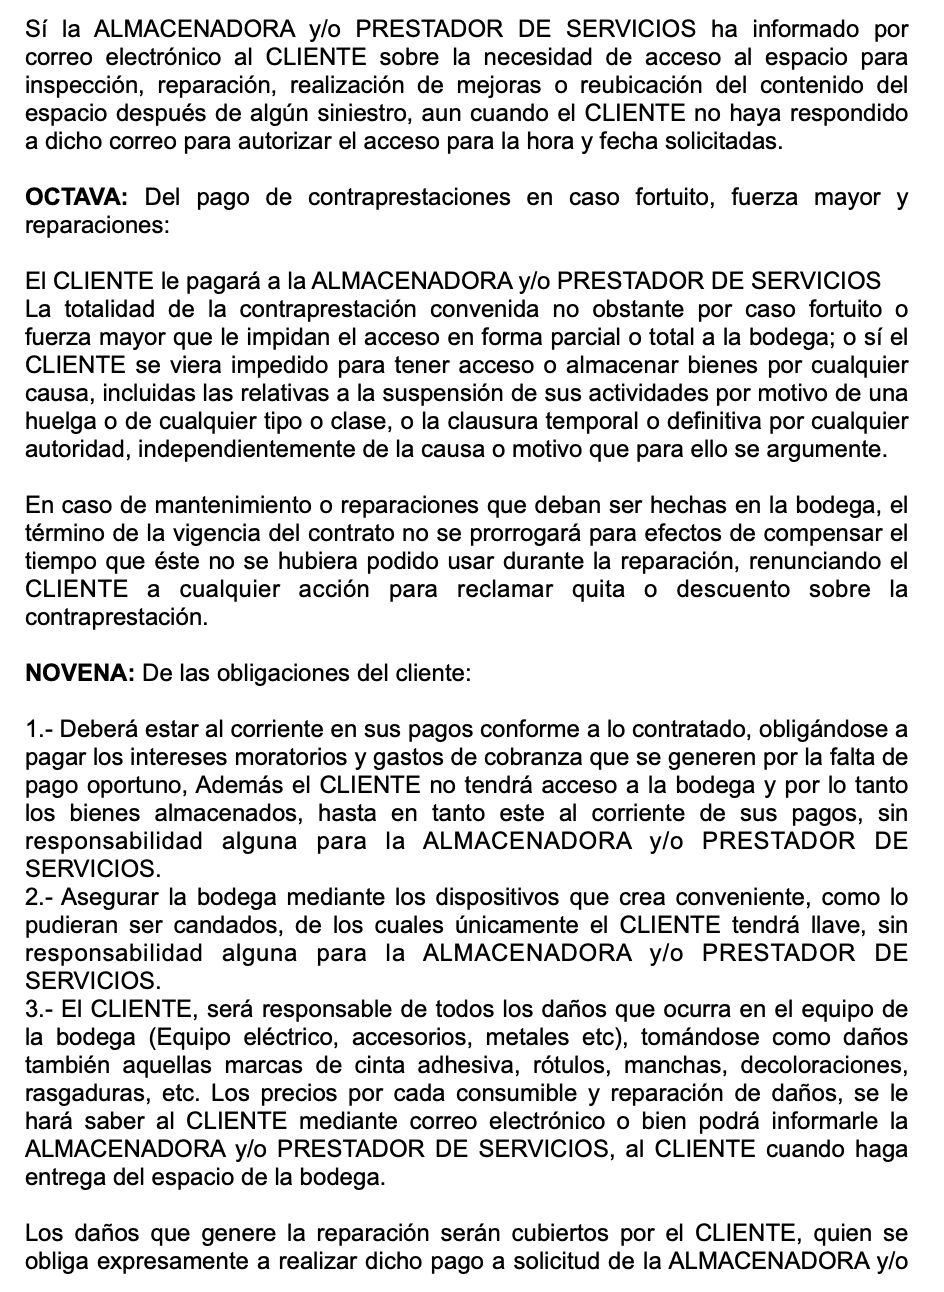 Sí la ALMACENADORA y/o PRESTADOR DE SERVICIOS ha informado por
correo electrónico al CLIENTE sobre la necesidad de acceso al espacio para
inspección, reparación, realización de mejoras o reubicación del contenido del
espacio después de algún siniestro, aun cuando el CLIENTE no haya respondido
a dicho correo para autorizar el acceso para la hora y fecha solicitadas.
OCTAVA: Del pago de contraprestaciones en caso fortuito, fuerza mayor y
reparaciones:
El CLIENTE le pagará a la ALMACENADORA y/o PRESTADOR DE SERVICIOS
La totalidad de la contraprestación convenida no obstante por caso fortuito o
fuerza mayor que le impidan el acceso en forma parcial o total a la bodega; o sí el
CLIENTE se viera impedido para tener acceso o almacenar bienes por cualquier
causa, incluidas las relativas a la suspensión de sus actividades por motivo de una
huelga o de cualquier tipo o clase, o la clausura temporal o definitiva por cualquier
autoridad, independientemente de la causa o motivo que para ello se argumente.
En caso de mantenimiento o reparaciones que deban ser hechas en la bodega, el
término de la vigencia del contrato no se prorrogará para efectos de compensar el
tiempo que éste no se hubiera podido usar durante la reparación, renunciando el
CLIENTE a cualquier acción para reclamar quita o descuento sobre la
contraprestación.
NOVENA: De las obligaciones del cliente:
1.- Deberá estar al corriente en sus pagos conforme a lo contratado, obligándose a
pagar los intereses moratorios y gastos de cobranza que se generen por la falta de
pago oportuno, Además el CLIENTE no tendrá acceso a la bodega y por lo tanto
los bienes almacenados, hasta en tanto este al corriente de sus pagos, sin
responsabilidad alguna para la ALMACENADORA y/o PRESTADOR DE
SERVICIOS.
2.- Asegurar la bodega mediante los dispositivos que crea conveniente, como lo
pudieran ser candados, de los cuales únicamente el CLIENTE tendrá llave, sin
responsabilidad alguna para la ALMACENADORA y/o PRESTADOR DE
SERVICIOS.
3.- El CLIENTE, será responsable de todos los daños que ocurra en el equipo de
la bodega (Equipo eléctrico, accesorios, metales etc), tomándose como daños
también aquellas marcas de cinta adhesiva, rótulos, manchas, decoloraciones,
rasgaduras, etc. Los precios por cada consumible y reparación de daños, se le
hará saber al CLIENTE mediante correo electrónico o bien podrá informarle la
ALMACENADORA y/o PRESTADOR DE SERVICIOS, al CLIENTE cuando haga
entrega del espacio de la bodega.
Los daños que genere la reparación serán cubiertos por el CLIENTE, quien se
obliga expresamente a realizar dicho pago a solicitud de la ALMACENADORA y/o